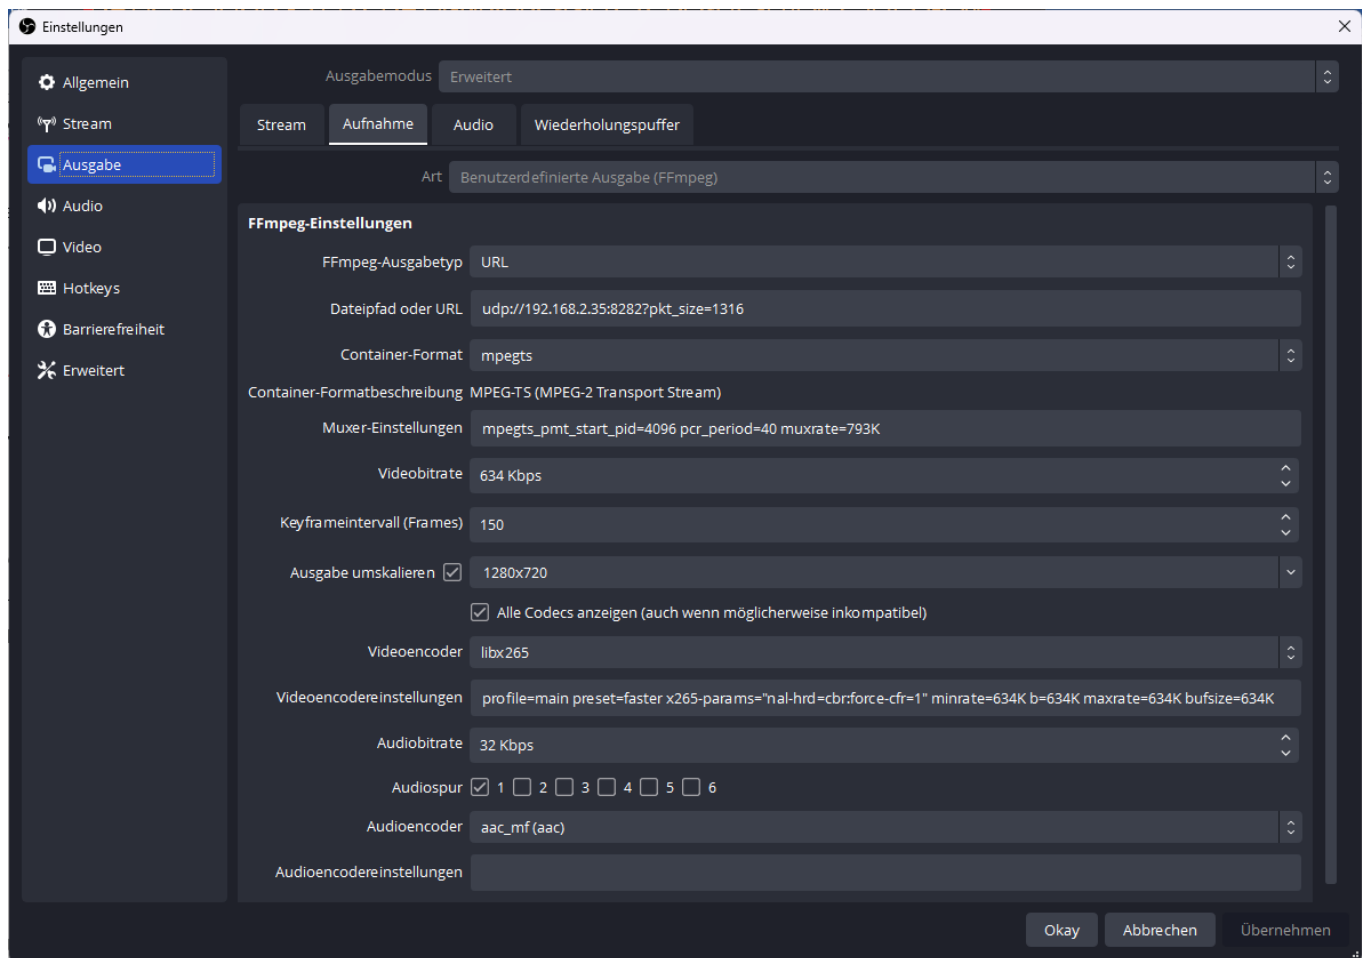 Einstellungen
Allgemein
Stream
Ausgabe
Audio
Video
Hotkeys
Barrierefreiheit
Erweitert
Ausgabemodus Erweitert
Stream Aufnahme Audio Wiederholungspuffer
Art Benutzerdefinierte Ausgabe (FFmpeg)
FFmpeg-Einstellungen
FFmpeg-Ausgabetyp URL
Dateipfad oder URL udp://192.168.2.35:8282?pkt_size=1316
Container-Format mpegts
Container-Formatbeschreibung MPEG-TS (MPEG-2 Transport Stream)
Muxer-Einstellungen mpegts_pmt_start_pid=4096 pcr_period=40 muxrate=793K
Videobitrate 634 Kbps
Keyframeintervall (Frames) 150
Ausgabe umskalieren 1280x720
Alle Codecs anzeigen (auch wenn möglicherweise inkompatibel)
Videoencoder libx265
Videoencodereinstellungen profile=main preset=faster x265-params="nal-hrd=cbr:force-cfr=1" minrate=634K b=634K maxrate=634K bufsize=634K
Audiobitrate 32 Kbps
Audiospur 1 2 3 4 5 6
Audioencoder aac_mf (aac)
Audioencodereinstellungen
Okay Abbrechen Übernehmen